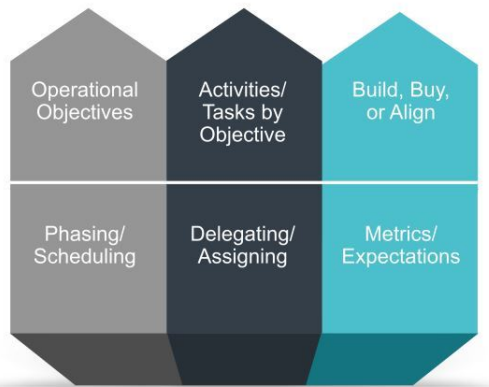 Operational
Objectives
Activities/
Tasks by
Objective
Build, Buy,
or Align
Phasing/
Scheduling
Delegating/
Assigning
Metrics/
Expectations